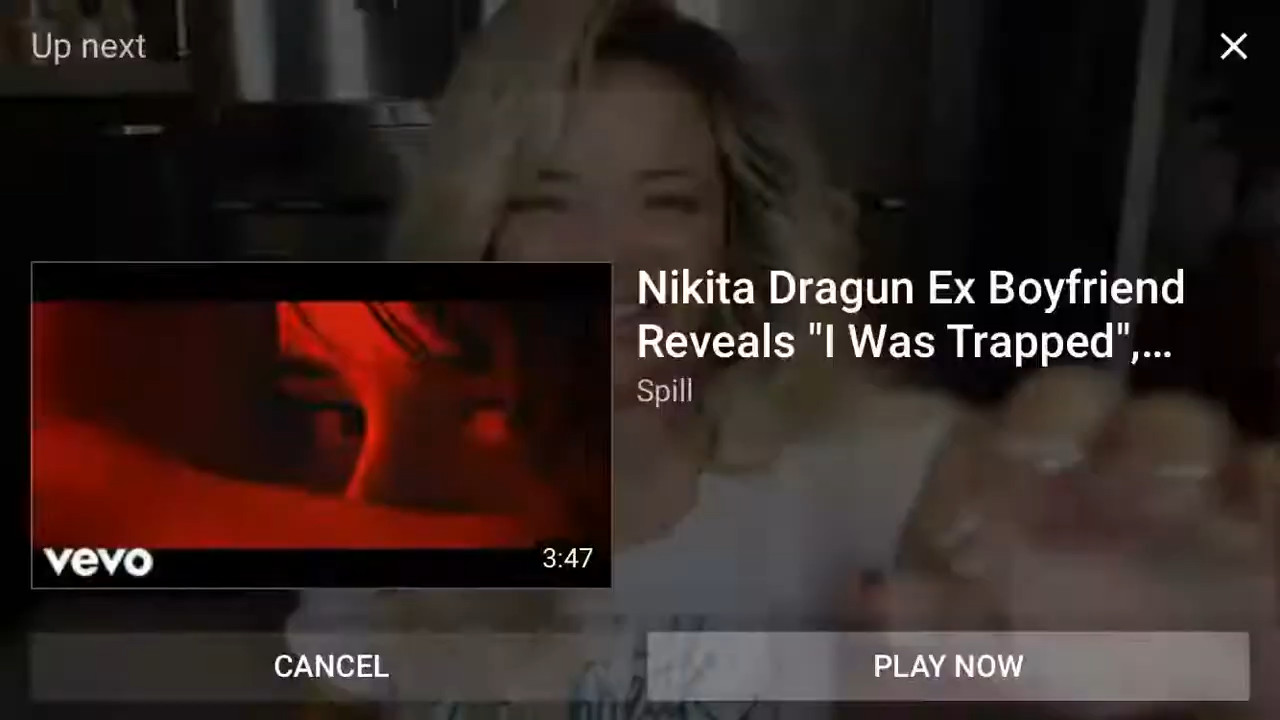 Up next
Nikita Dragun Ex Boyfriend
Reveals "I Was Trapped",...
Spill
vevo
3:47
CANCEL
PLAY NOW